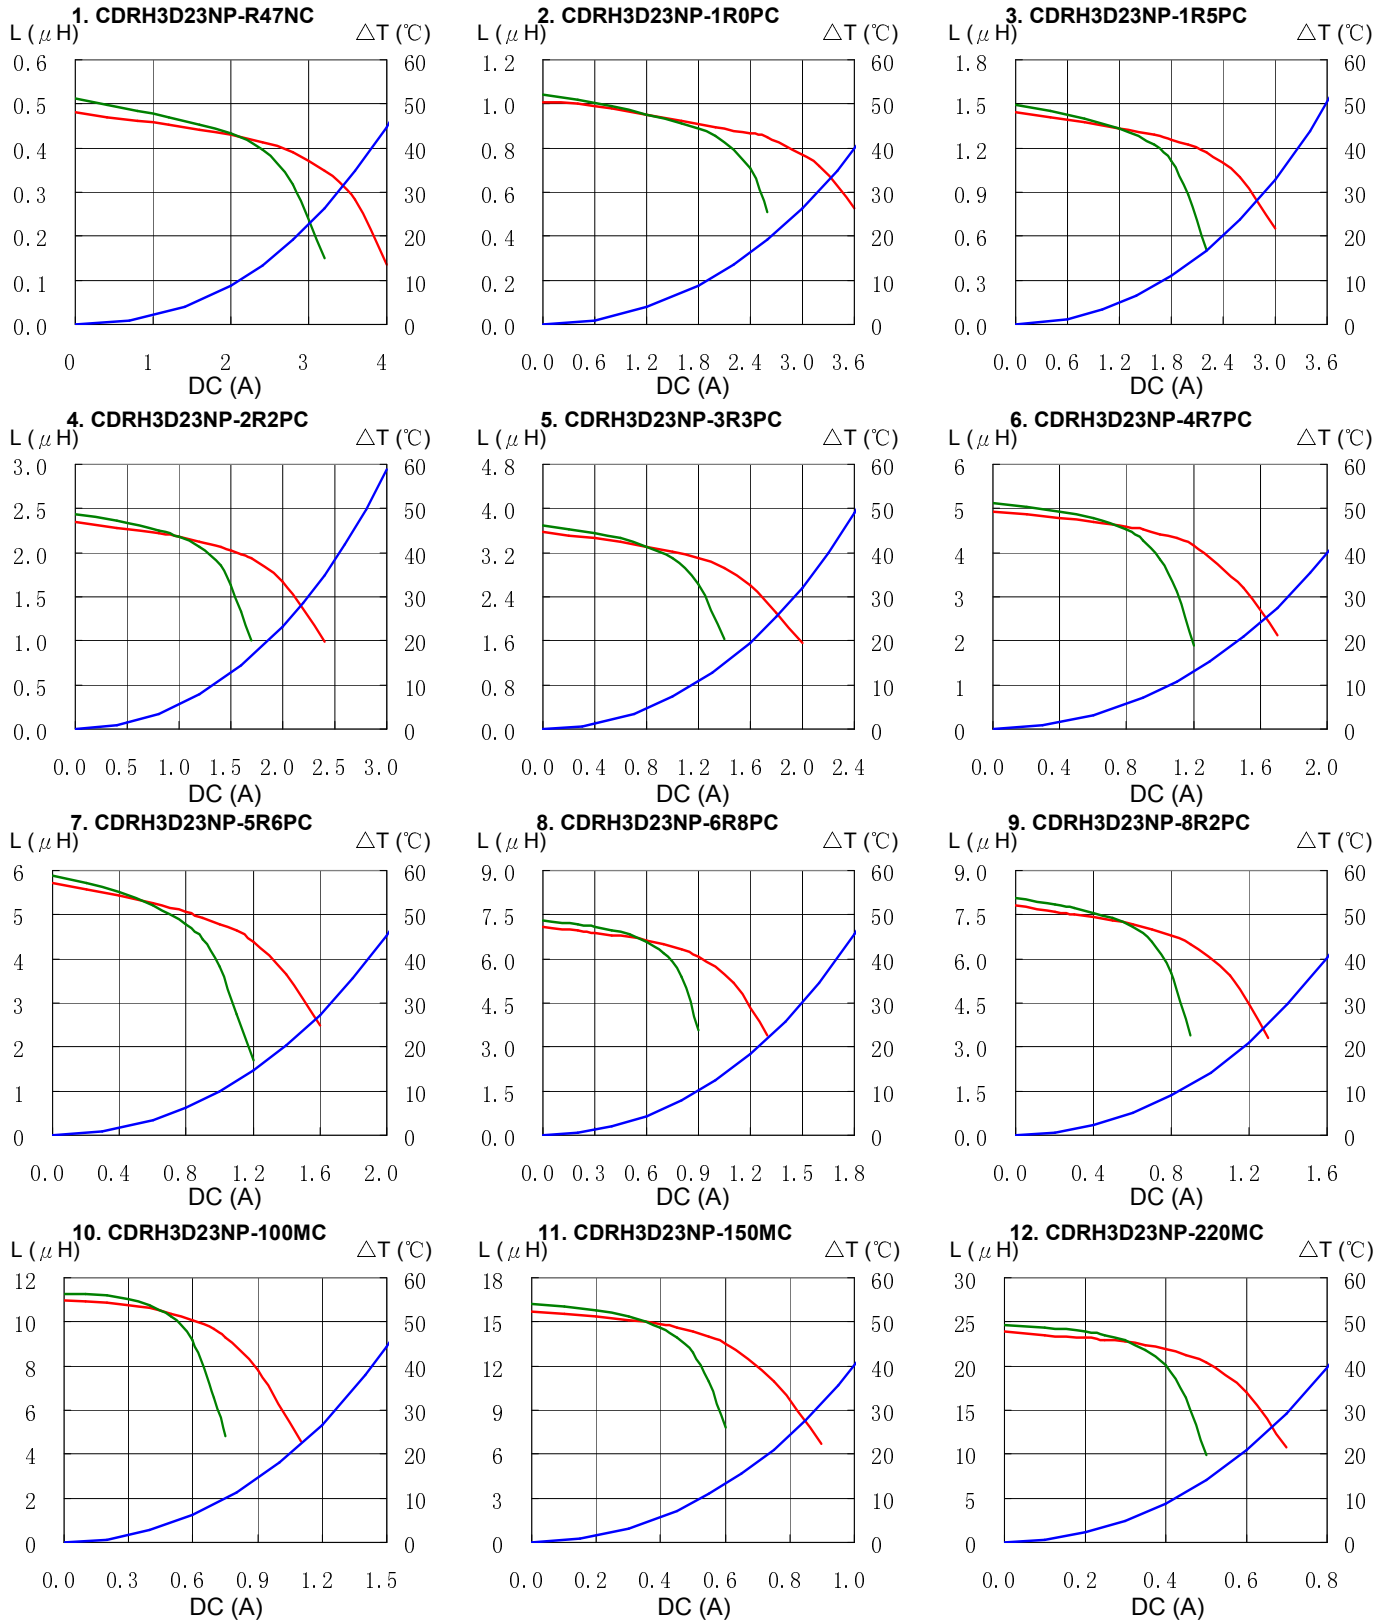 1. CDRH3D23NP-R47NC
L ( μ H) △T (℃)
0.6 60
0.5 50
0.4 40
0.3 30
0.2 20
0.1 10
0.0 0
0 1 2 3 4
DC (A)
2. CDRH3D23NP-1R0PC
L ( μ H) △T (℃)
1.2 60
1.0 50
0.8 40
0.6 30
0.4 20
0.2 10
0.0 0
0.0 0.6 1.2 1.8 2.4 3.0 3.6
DC (A)
3. CDRH3D23NP-1R5PC
L ( μ H) △T (℃)
1.8 60
1.5 50
1.2 40
0.9 30
0.6 20
0.3 10
0.0 0
0.0 0.6 1.2 1.8 2.4 3.0 3.6
DC (A)
4. CDRH3D23NP-2R2PC
L ( μ H) △T (℃)
3.0 60
2.5 50
2.0 40
1.5 30
1.0 20
0.5 10
0.0 0
0.0 0.5 1.0 1.5 2.0 2.5 3.0
DC (A)
5. CDRH3D23NP-3R3PC
L ( μ H) △T (℃)
4.8 60
4.0 50
3.2 40
2.4 30
1.6 20
0.8 10
0.0 0
0.0 0.4 0.8 1.2 1.6 2.0 2.4
DC (A)
6. CDRH3D23NP-4R7PC
L ( μ H) △T (℃)
6 60
5 50
4 40
3 30
2 20
1 10
0 0
0.0 0.4 0.8 1.2 1.6 2.0
DC (A)
7. CDRH3D23NP-5R6PC
L ( μ H) △T (℃)
6 60
5 50
4 40
3 30
2 20
1 10
0 0
0.0 0.4 0.8 1.2 1.6 2.0
DC (A)
8. CDRH3D23NP-6R8PC
L ( μ H) △T (℃)
9.0 60
7.5 50
6.0 40
4.5 30
3.0 20
1.5 10
0.0 0
0.0 0.3 0.6 0.9 1.2 1.5 1.8
DC (A)
9. CDRH3D23NP-8R2PC
L ( μ H) △T (℃)
9.0 60
7.5 50
6.0 40
4.5 30
3.0 20
1.5 10
0.0 0
0.0 0.4 0.8 1.2 1.6
DC (A)
10. CDRH3D23NP-100MC
L ( μ H) △T (℃)
12 60
10 50
8 40
6 30
4 20
2 10
0 0
0.0 0.3 0.6 0.9 1.2 1.5
DC (A)
11. CDRH3D23NP-150MC
L ( μ H) △T (℃)
18 60
15 50
12 40
9 30
6 20
3 10
0 0
0.0 0.2 0.4 0.6 0.8 1.0
DC (A)
12. CDRH3D23NP-220MC
L ( μ H) △T (℃)
30 60
25 50
20 40
15 30
10 20
5 10
0 0
0.0 0.2 0.4 0.6 0.8
DC (A)